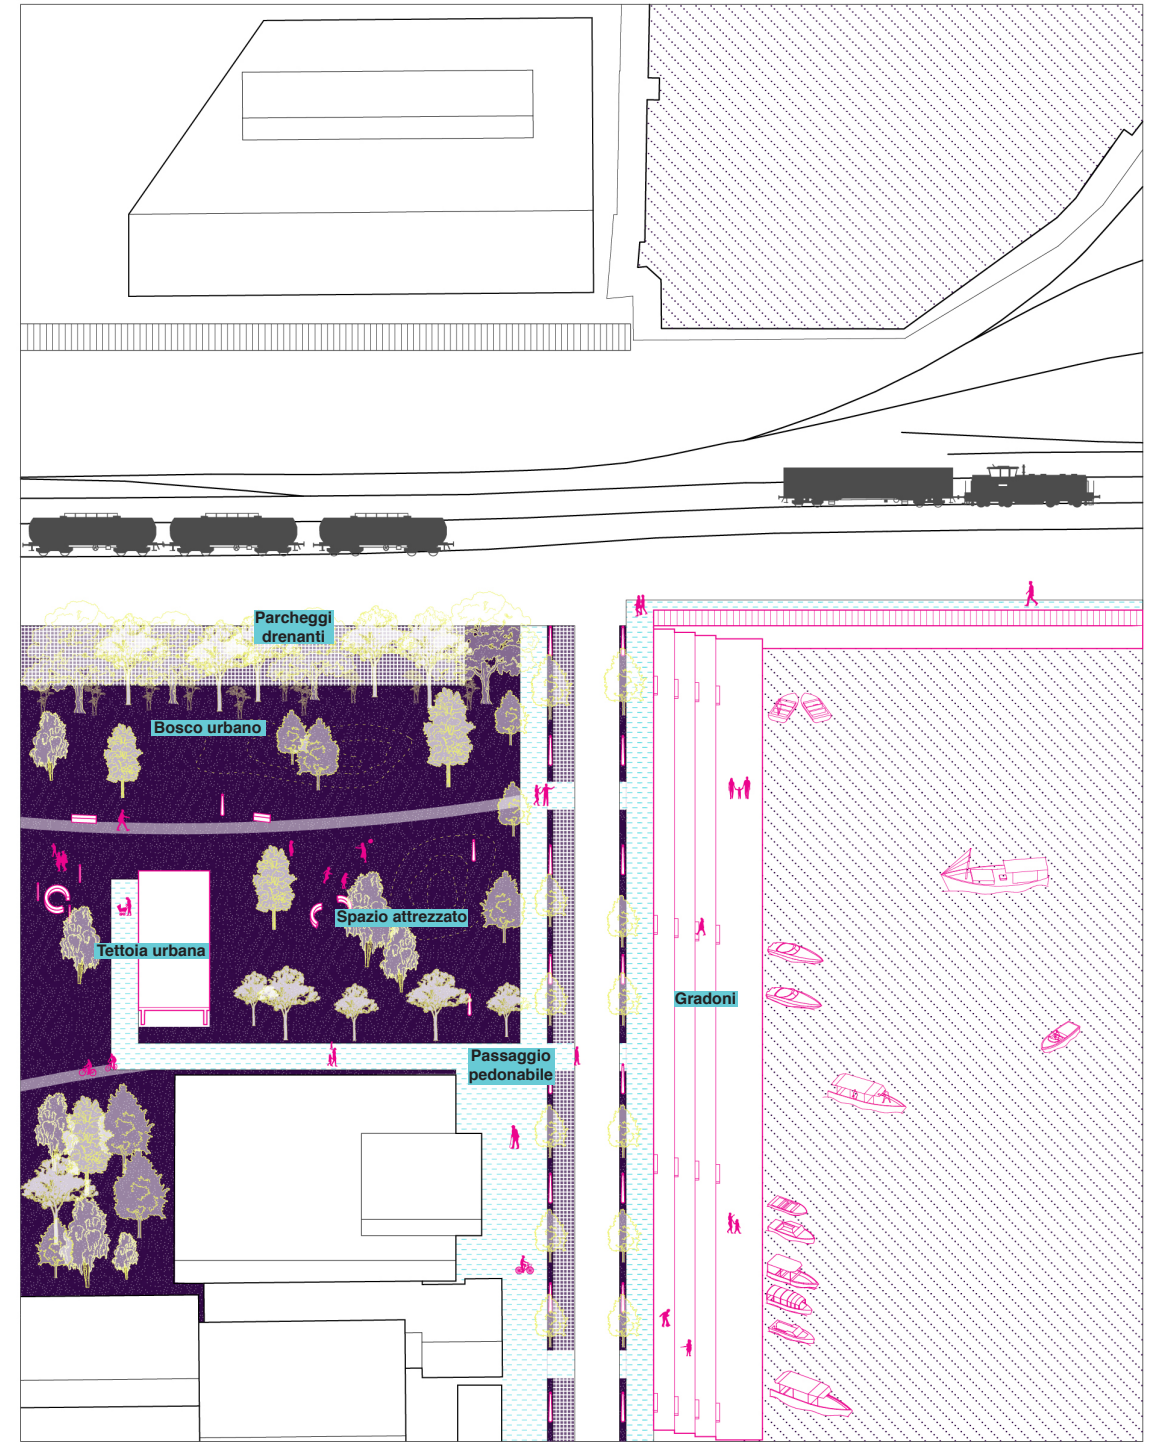 Parcheggi
drenanti
Bosco urbano
Spazio attrezzato
Tettoia urbana
Gradoni
Passaggio
pedonabile